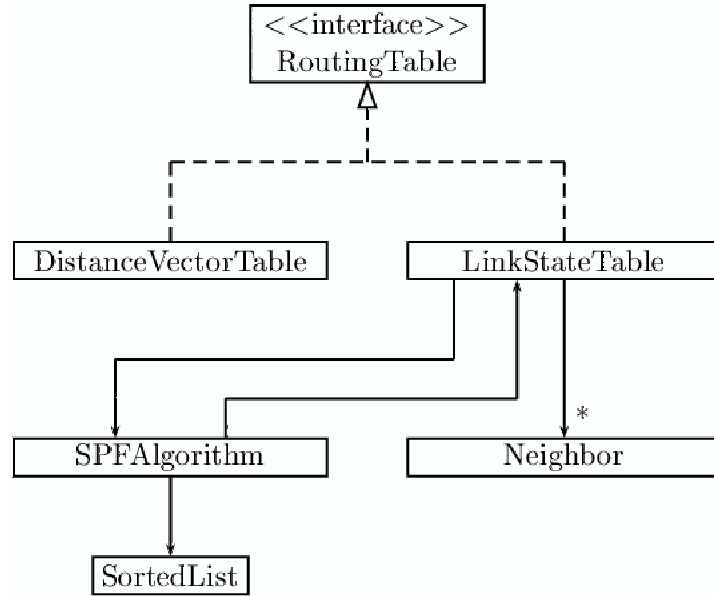 <<interface>>
RoutingTable
DistanceVectorTable
LinkStateTable
*
SPFAlgorithm
Neighbor
SortedList